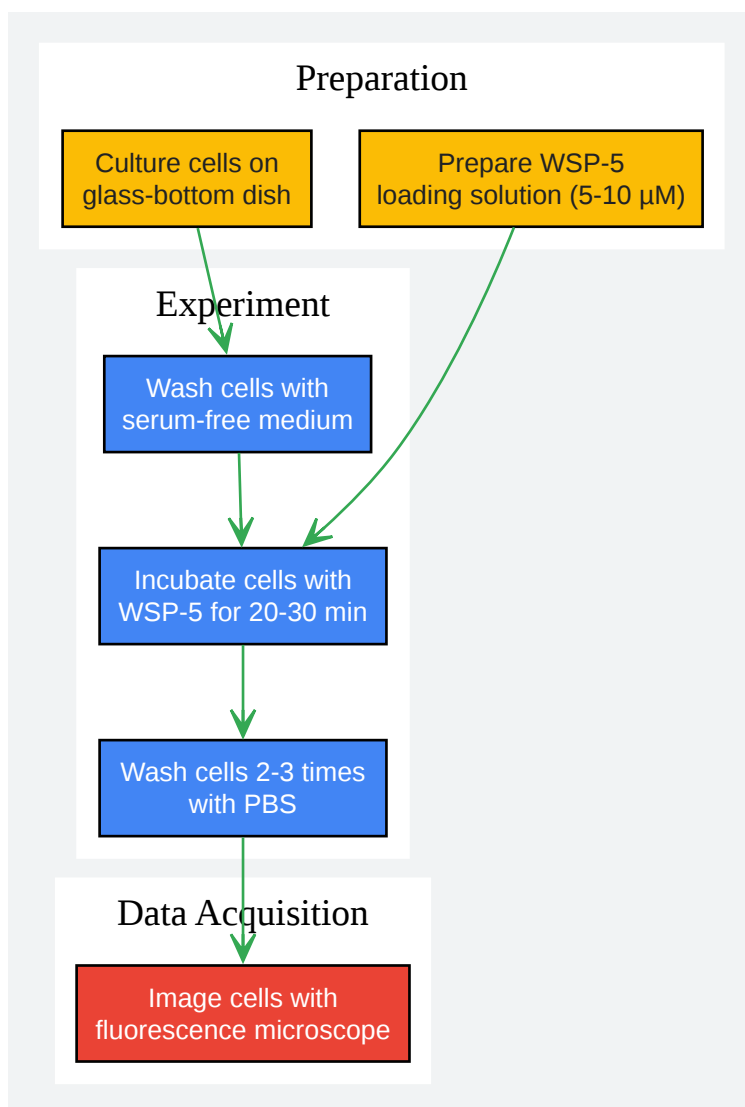 Preparation
Culture cells on
glass-bottom dish
Prepare WSP-5
loading solution (5-10 µM)
Experiment
Wash cells with
serum-free medium
Incubate cells with
WSP-5 for 20-30 min
Wash cells 2-3 times
with PBS
Data Acquisition
Image cells with
fluorescence microscope